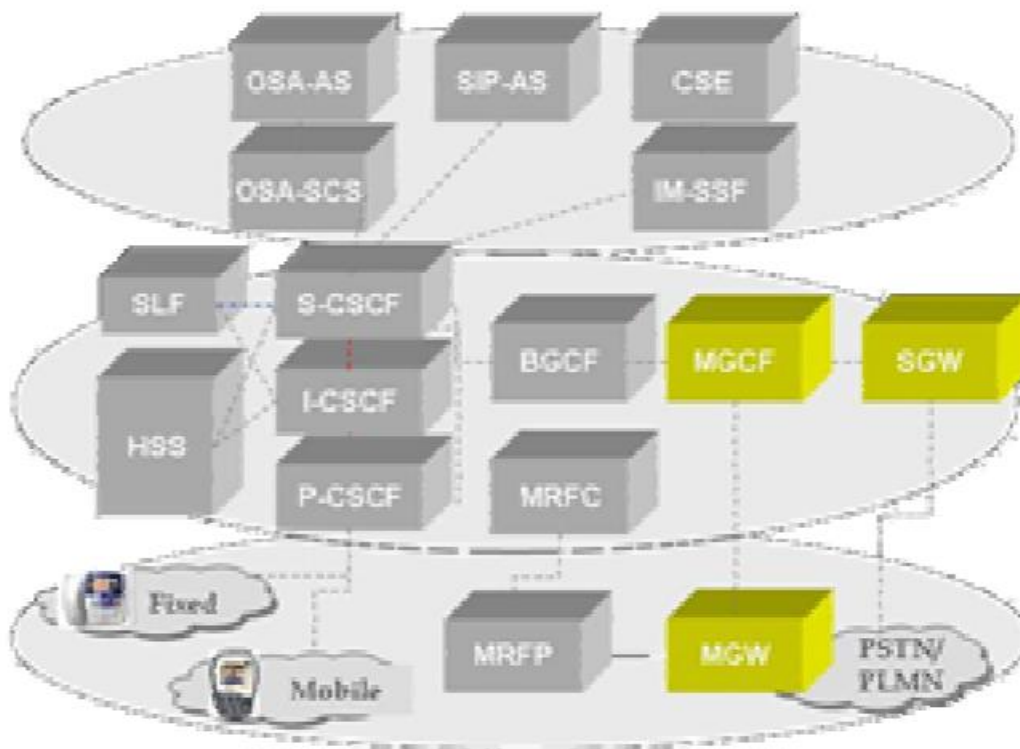 OSA-AS
SIP-AS
CSE
OSA-SCS
IM-SSF
SLF
S-CSCF
BGCF
MGCF
SGW
I-CSCF
HSS
P-CSCF
MRFC
Fixed
Mobile
MRFP
MGW
PSTN/
PLMN